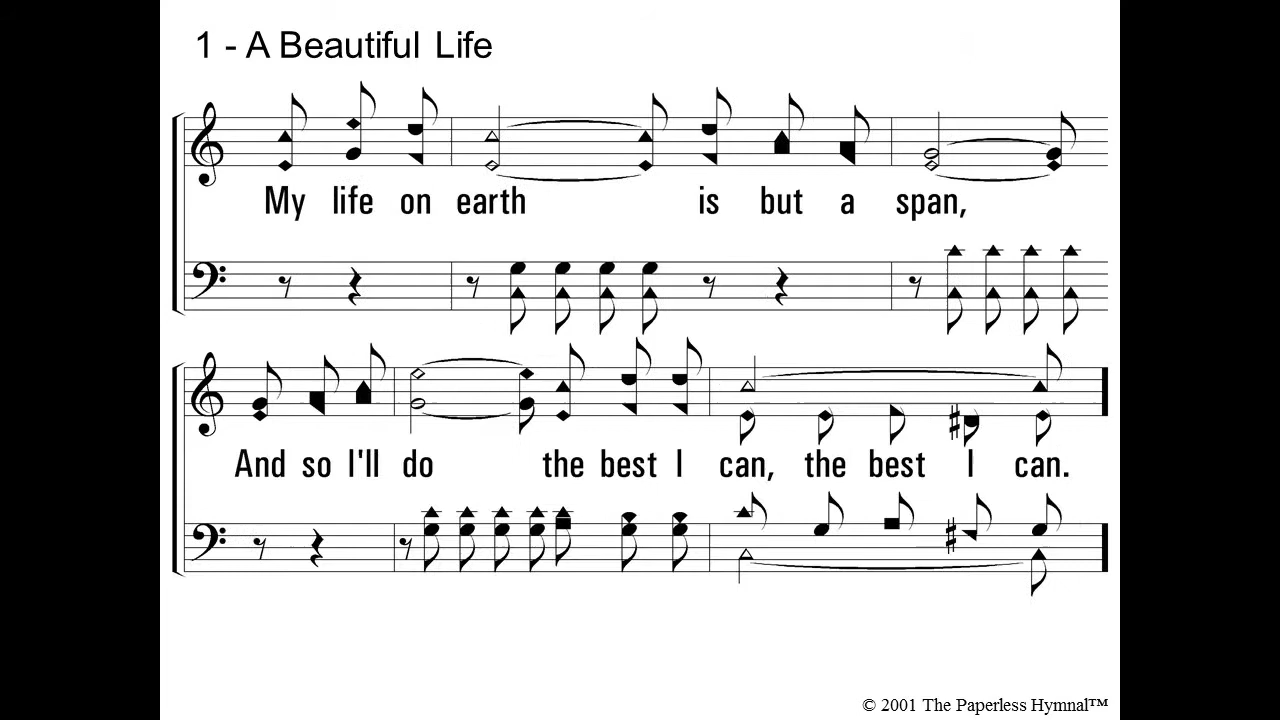 1 - A Beautiful Life
My life on earth is but a span,
And so I'll do the best I can, the best I can.
© 2001 The Paperless Hymnal™